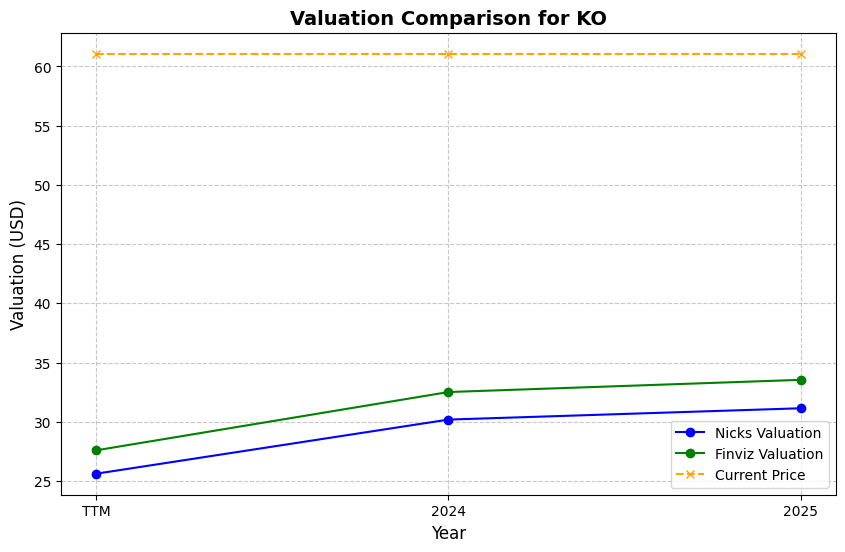 Valuation Comparison for KO
Valuation (USD)
60
55
50
45
40
35
30
25
TTM
2024
2025
Year
Nicks Valuation
Finviz Valuation
Current Price